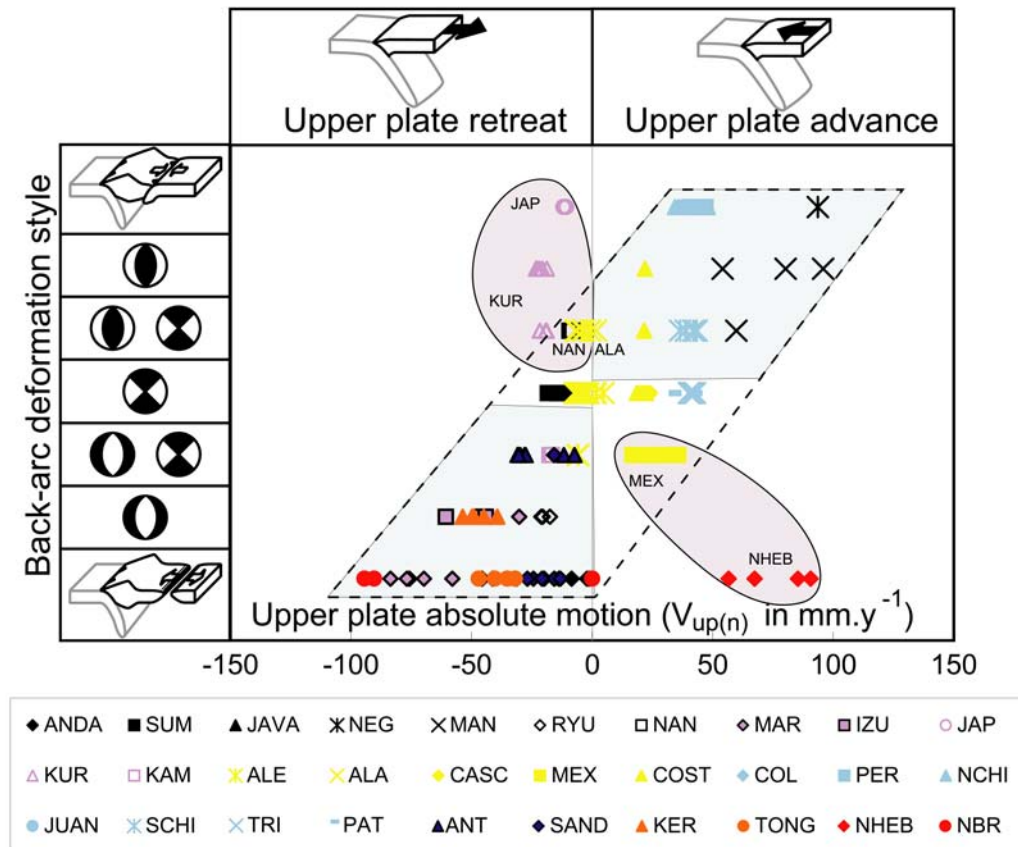 Upper plate retreat
Upper plate advance
Back-arc deformation style
JAP
KUR
NAN ALA
MEX
NHEB
Upper plate absolute motion (Vup(n) in mm.y-1)
-150 -100 -50 0 50 100 150
ANDA SUM JAVA NEG MAN RYU NAN MAR IZU JAP
KUR KAM ALE ALA CASC MEX COST COL PER NCHI
JUAN SCHI TRI PAT ANT SAND KER TONG NHEB NBR